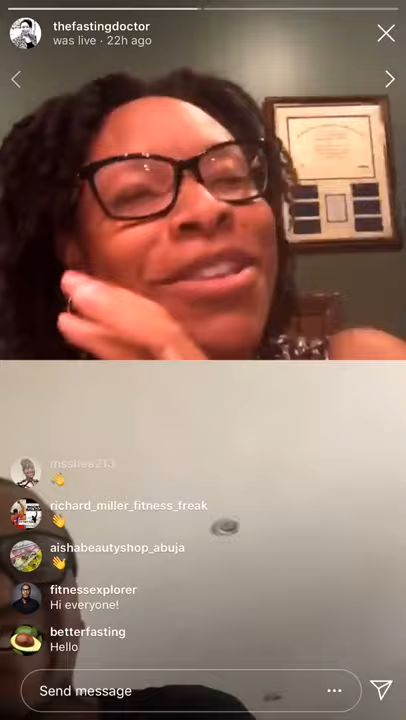 thefastingdoctor
was live · 22h ago
msshea213
👋
richard_miller_fitness_freak
👋
aishabeautyshop_abuja
👋
fitnessexplorer
Hi everyone!
betterfasting
Hello
Send message